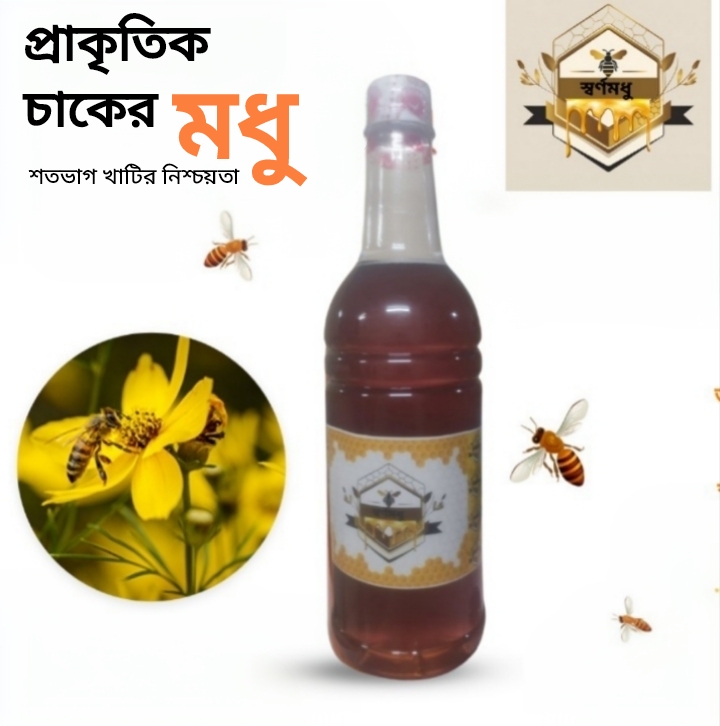 প্রাকৃতিক
চাকের মধু
শতভাগ খাটির নিশ্চয়তা
স্বর্ণমধু